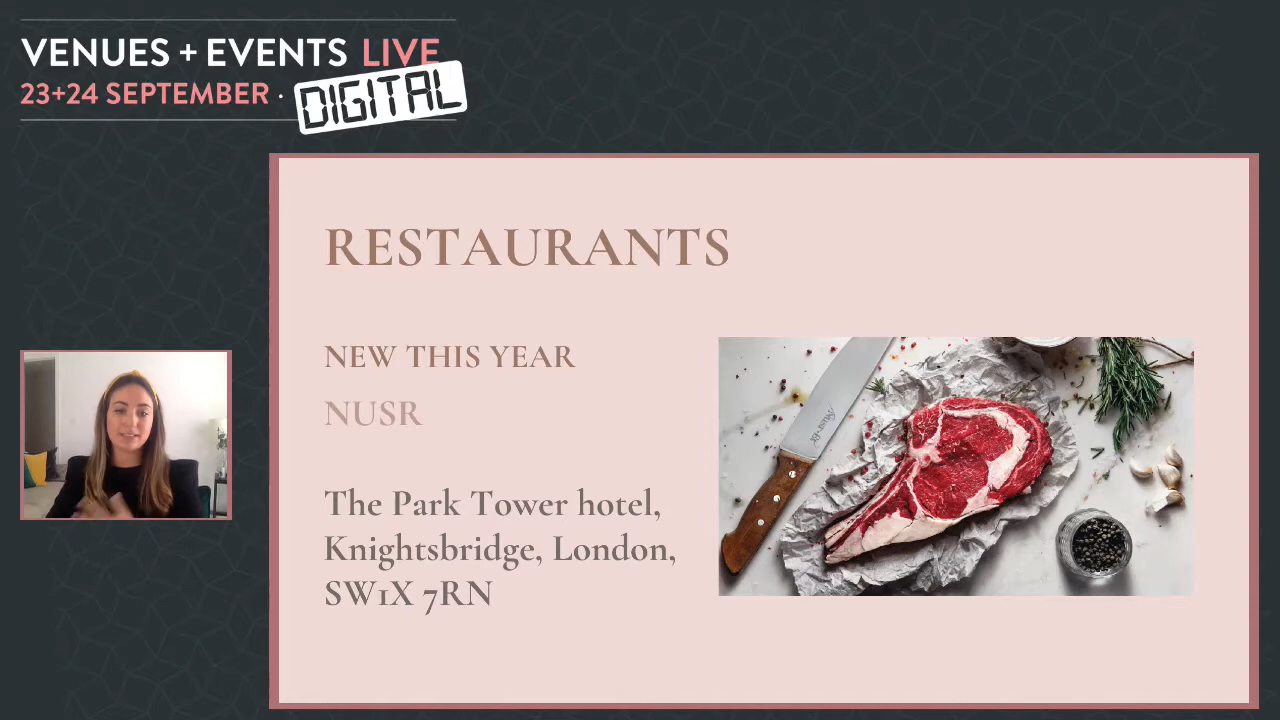 VENUES + EVENTS LIVE
23+24 SEPTEMBER · DIGITAL
RESTAURANTS
NEW THIS YEAR
NUSR
The Park Tower hotel,
Knightsbridge, London,
SW1X 7RN